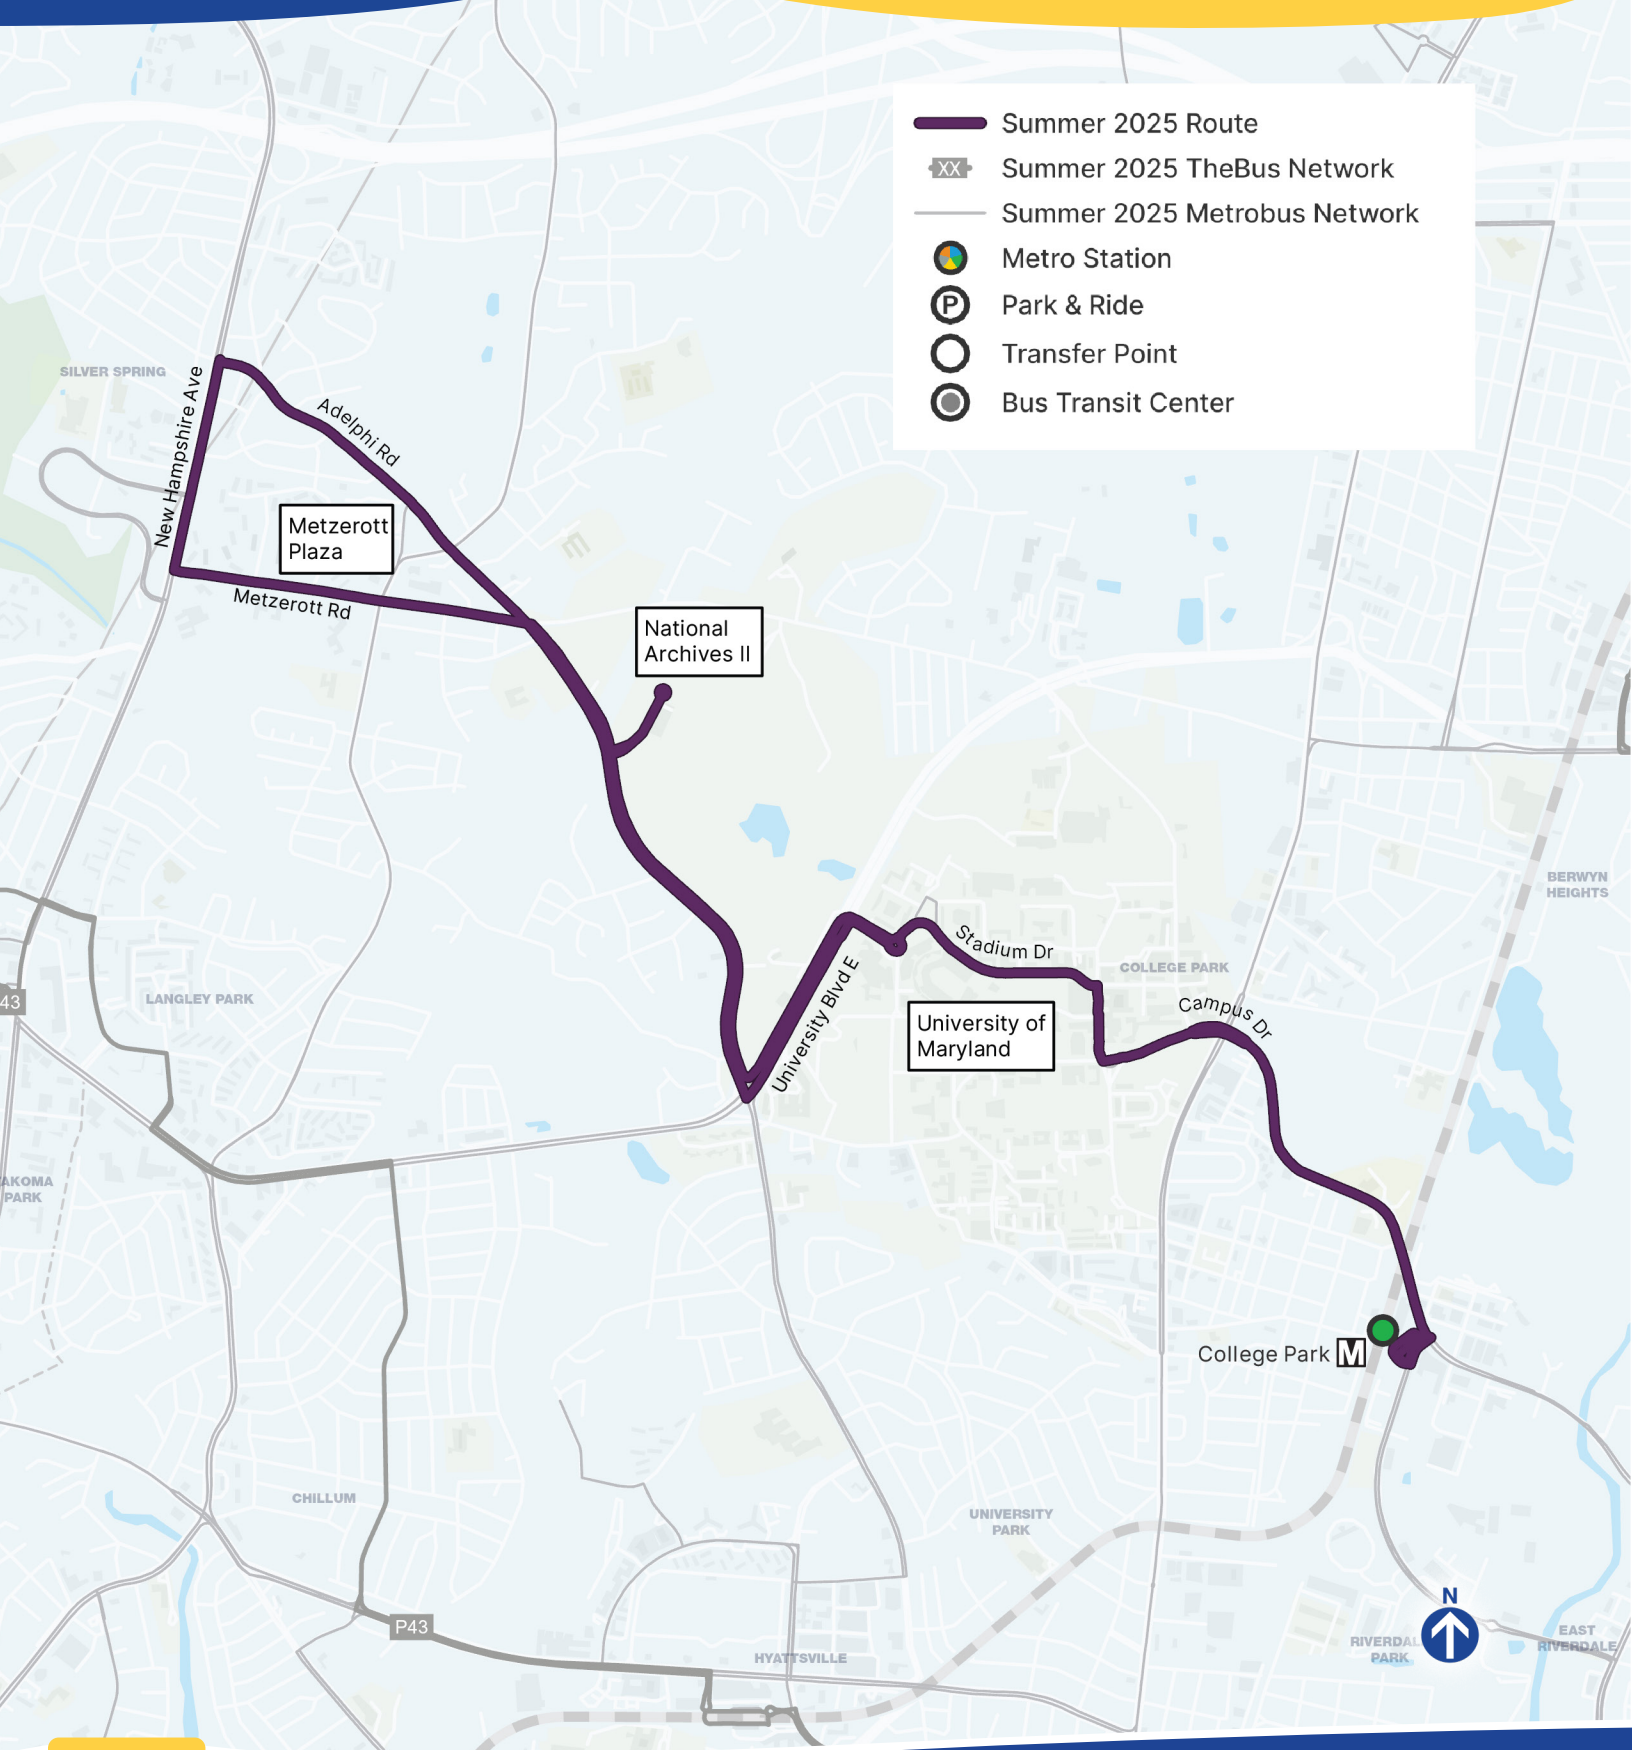 Summer 2025 Route
XX
Summer 2025 TheBus Network
Summer 2025 Metrobus Network
Metro Station
P
Park & Ride
Transfer Point
Bus Transit Center
SILVER SPRING
New Hampshire Ave
Adelphi Rd
Metzerott
Plaza
Metzerott Rd
National
Archives II
BERWYN
HEIGHTS
Stadium Dr
COLLEGE PARK
University Blvd E
43
LANGLEY PARK
University of
Maryland
Campus Dr
AKOMA
PARK
College Park M
CHILLUM
UNIVERSITY
PARK
N
P43
HYATTSVILLE
RIVERDAL
PARK
EAST
RIVERDALE